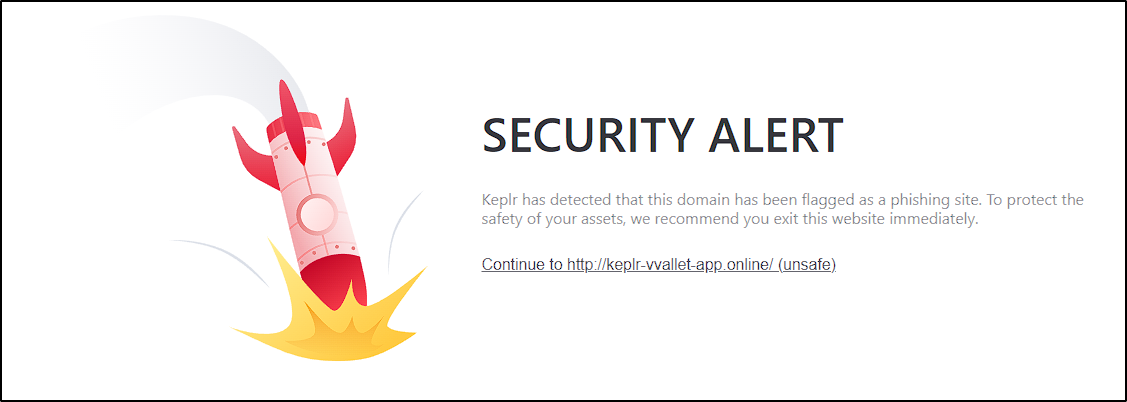 SECURITY ALERT
Keplr has detected that this domain has been flagged as a phishing site. To protect the
safety of your assets, we recommend you exit this website immediately.
Continue to http://keplr-vvallet-app.online/ (unsafe)